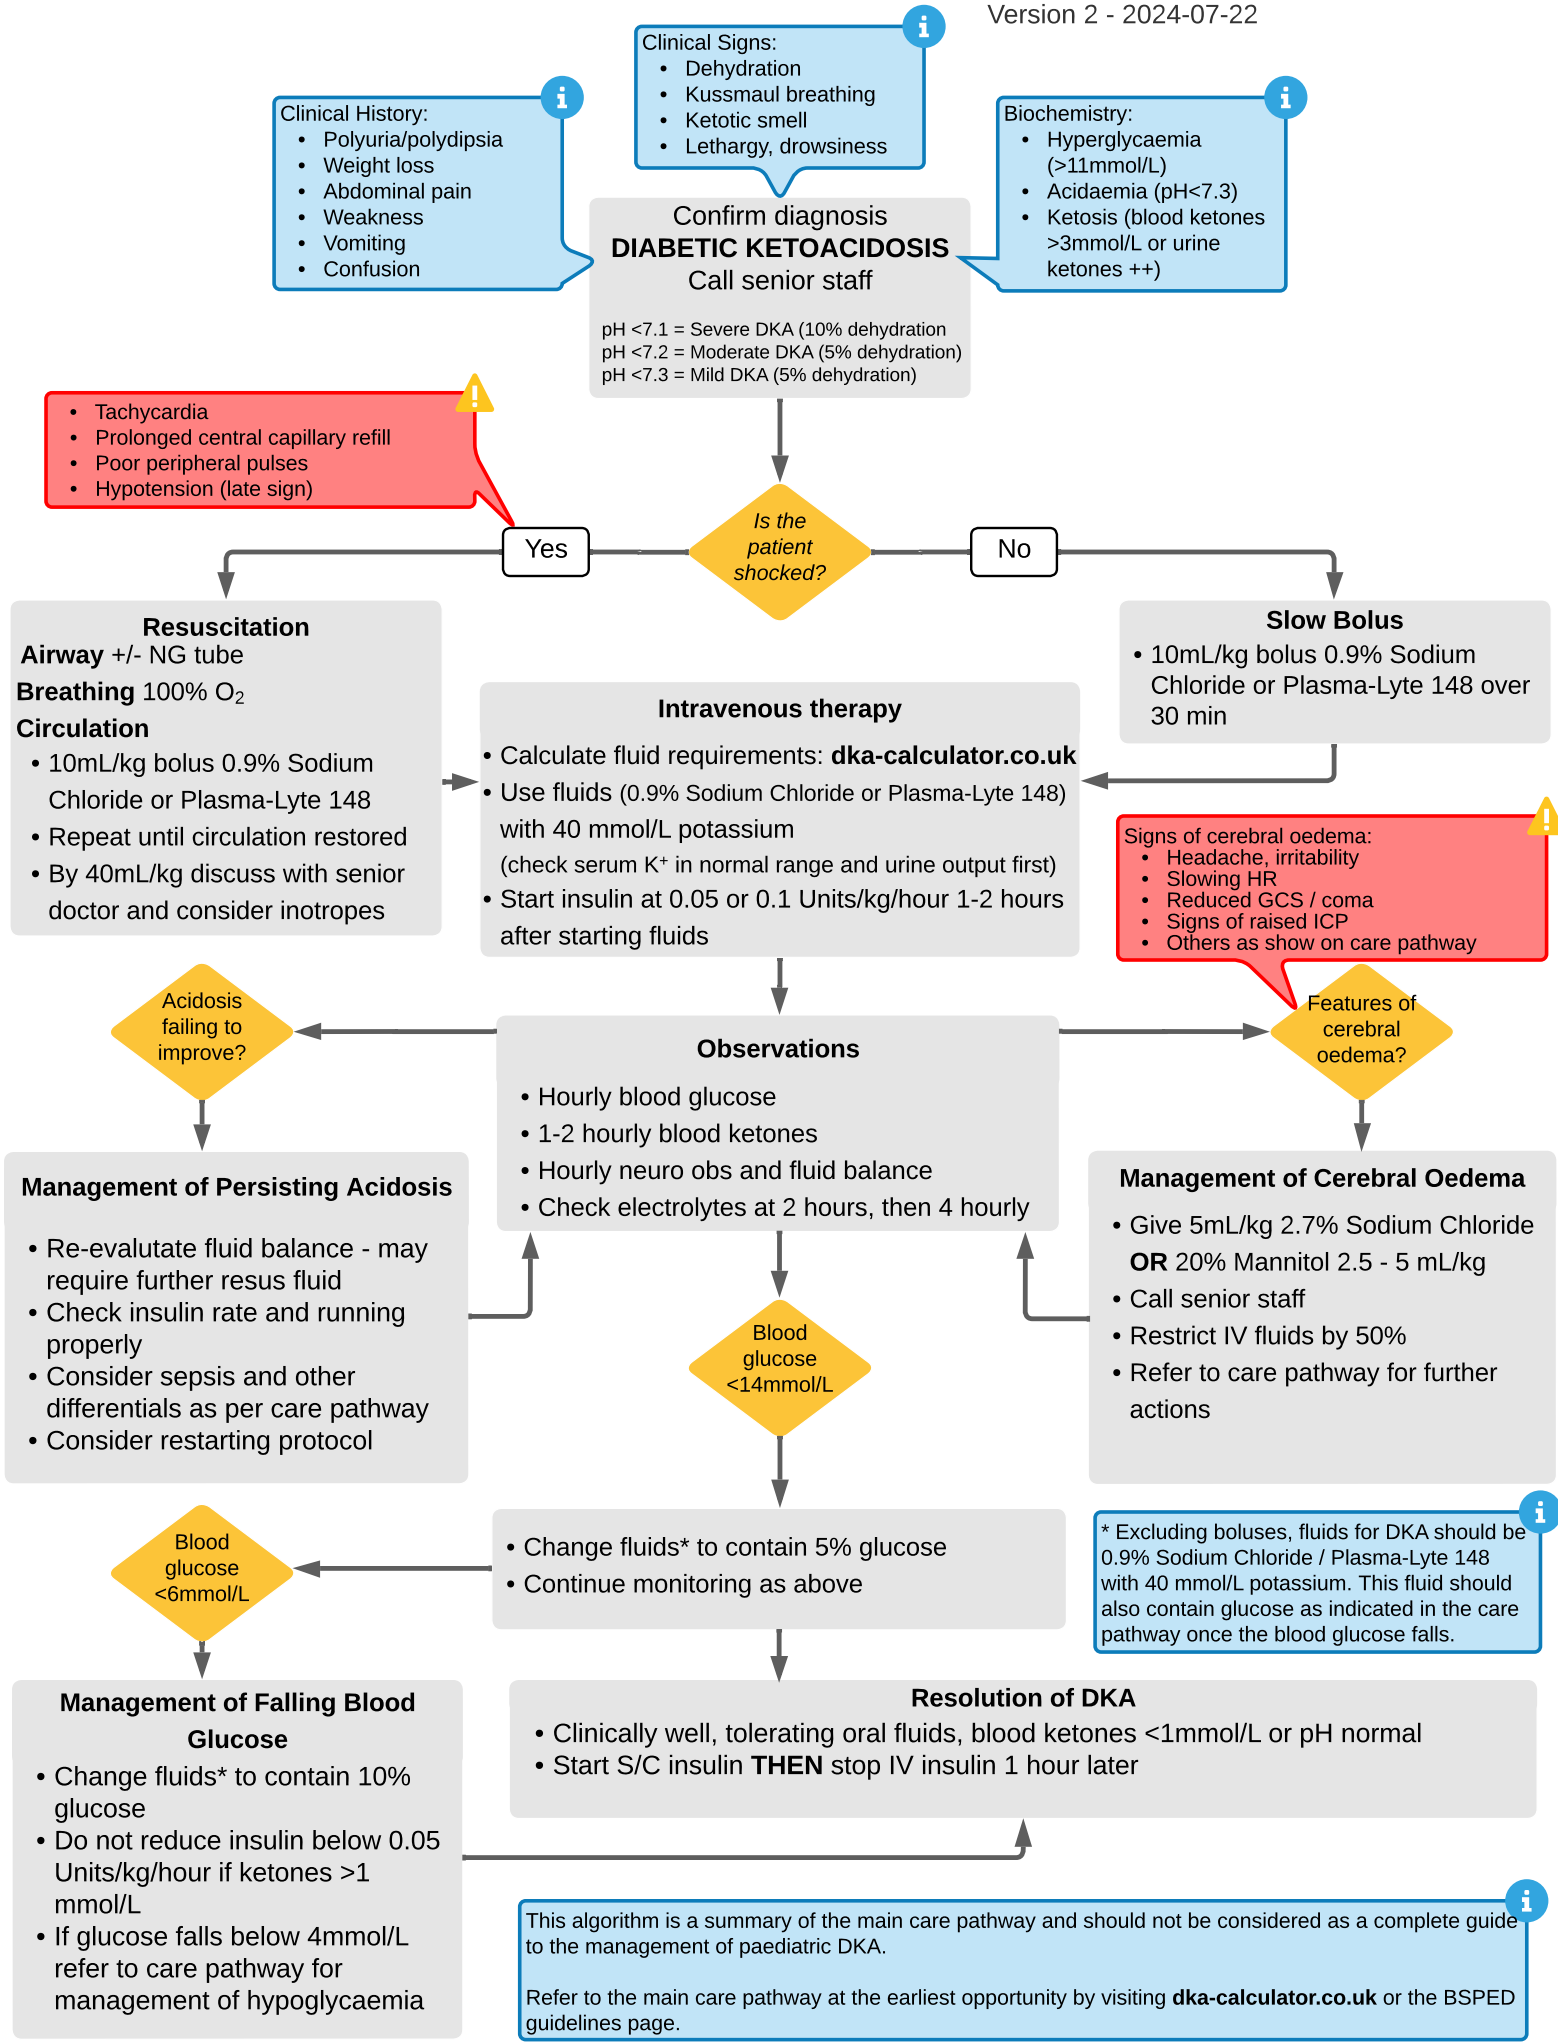 Version 2 - 2024-07-22
Clinical Signs:
• Dehydration
• Kussmaul breathing
• Ketotic smell
• Lethargy, drowsiness
Clinical History:
• Polyuria/polydipsia
• Weight loss
• Abdominal pain
• Weakness
• Vomiting
• Confusion
Biochemistry:
• Hyperglycaemia
(>11mmol/L)
• Acidaemia (pH<7.3)
• Ketosis (blood ketones
>3mmol/L or urine
ketones ++)
Confirm diagnosis
DIABETIC KETOACIDOSIS
Call senior staff
pH <7.1 = Severe DKA (10% dehydration
pH <7.2 = Moderate DKA (5% dehydration)
pH <7.3 = Mild DKA (5% dehydration)
• Tachycardia
• Prolonged central capillary refill
• Poor peripheral pulses
• Hypotension (late sign)
Yes
Is the
patient
shocked?
No
Resuscitation
Airway +/- NG tube
Breathing 100% O₂
Circulation
• 10mL/kg bolus 0.9% Sodium
Chloride or Plasma-Lyte 148
• Repeat until circulation restored
• By 40mL/kg discuss with senior
doctor and consider inotropes
Slow Bolus
• 10mL/kg bolus 0.9% Sodium
Chloride or Plasma-Lyte 148 over
30 min
Intravenous therapy
• Calculate fluid requirements: dka-calculator.co.uk
• Use fluids (0.9% Sodium Chloride or Plasma-Lyte 148)
with 40 mmol/L potassium
(check serum K⁺ in normal range and urine output first)
• Start insulin at 0.05 or 0.1 Units/kg/hour 1-2 hours
after starting fluids
Signs of cerebral oedema:
• Headache, irritability
• Slowing HR
• Reduced GCS / coma
• Signs of raised ICP
• Others as show on care pathway
Acidosis
failing to
improve?
Observations
• Hourly blood glucose
• 1-2 hourly blood ketones
• Hourly neuro obs and fluid balance
• Check electrolytes at 2 hours, then 4 hourly
Features of
cerebral
oedema?
Management of Persisting Acidosis
• Re-evalutate fluid balance - may
require further resus fluid
• Check insulin rate and running
properly
• Consider sepsis and other
differentials as per care pathway
• Consider restarting protocol
Management of Cerebral Oedema
• Give 5mL/kg 2.7% Sodium Chloride
OR 20% Mannitol 2.5 - 5 mL/kg
• Call senior staff
• Restrict IV fluids by 50%
• Refer to care pathway for further
actions
Blood
glucose
<14mmol/L
Blood
glucose
<6mmol/L
• Change fluids* to contain 5% glucose
• Continue monitoring as above
* Excluding boluses, fluids for DKA should be
0.9% Sodium Chloride / Plasma-Lyte 148
with 40 mmol/L potassium. This fluid should
also contain glucose as indicated in the care
pathway once the blood glucose falls.
Management of Falling Blood
Glucose
• Change fluids* to contain 10%
glucose
• Do not reduce insulin below 0.05
Units/kg/hour if ketones >1
mmol/L
• If glucose falls below 4mmol/L
refer to care pathway for
management of hypoglycaemia
Resolution of DKA
• Clinically well, tolerating oral fluids, blood ketones <1mmol/L or pH normal
• Start S/C insulin THEN stop IV insulin 1 hour later
This algorithm is a summary of the main care pathway and should not be considered as a complete guide
to the management of paediatric DKA.
Refer to the main care pathway at the earliest opportunity by visiting dka-calculator.co.uk or the BSPED
guidelines page.